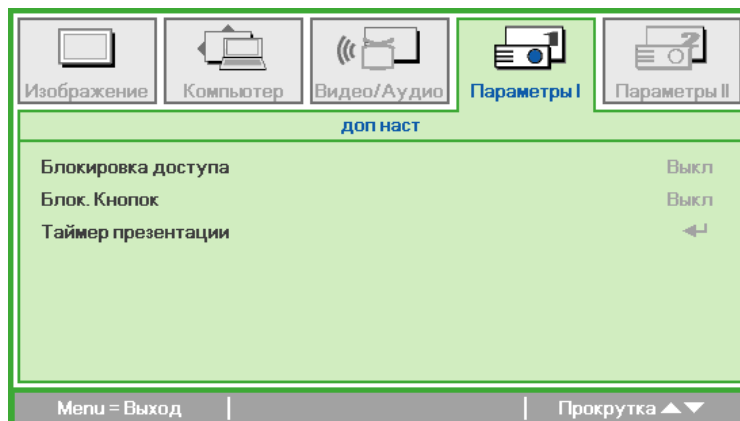 Изображение Компьютер Видео/Аудио Параметры I Параметры II
доп наст
Блокировка доступа Выкл
Блок. Кнопок Выкл
Таймер презентации
Menu = Выход Прокрутка